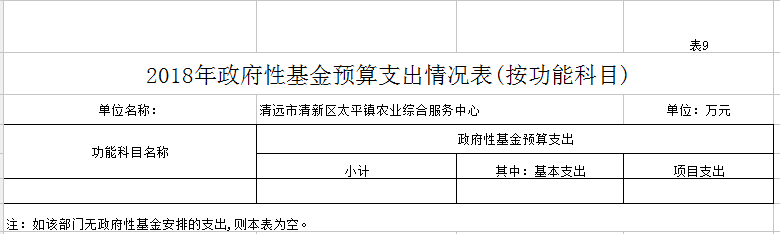 表9
2018年政府性基金预算支出情况表(按功能科目)
单位名称： 清远市清新区太平镇农业综合服务中心 单位：万元
功能科目名称 政府性基金预算支出
小计 其中：基本支出 项目支出
注：如该部门无政府性基金安排的支出,则本表为空。